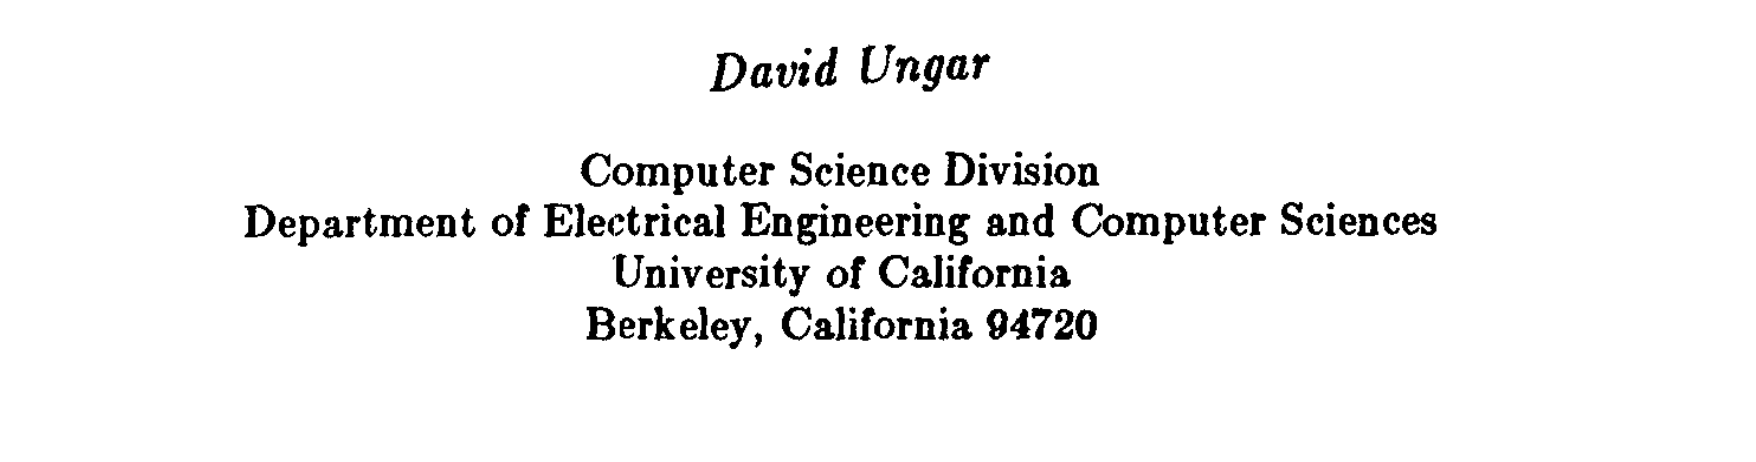 David Ungar
Computer Science Division
Department of Electrical Engineering and Computer Sciences
University of California
Berkeley, California 94720